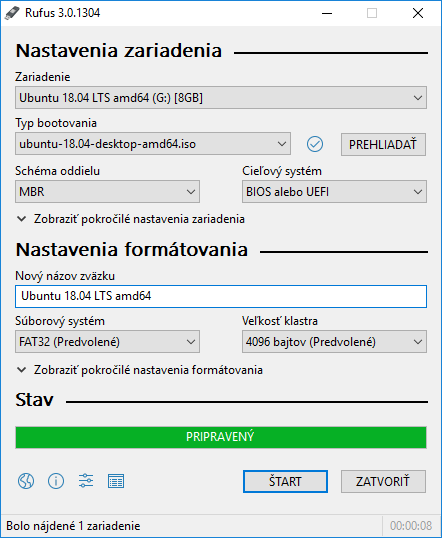 Rufus 3.0.1304
Nastavenia zariadenia
Zariadenie
Ubuntu 18.04 LTS amd64 (G:) [8GB]
Typ bootovania
ubuntu-18.04-desktop-amd64.iso
PREHLIADAŤ
Schéma oddielu
Cieľový systém
MBR
BIOS alebo UEFI
Zobraziť pokročilé nastavenia zariadenia
Nastavenia formátovania
Nový názov zväzku
Ubuntu 18.04 LTS amd64
Súborový systém
Veľkosť klastra
FAT32 (Predvolené)
4096 bajtov (Predvolené)
Zobraziť pokročilé nastavenia formátovania
Stav
PRIPRAVENÝ
ŠTART
ZATVORIŤ
Bolo nájdené 1 zariadenie
00:00:08